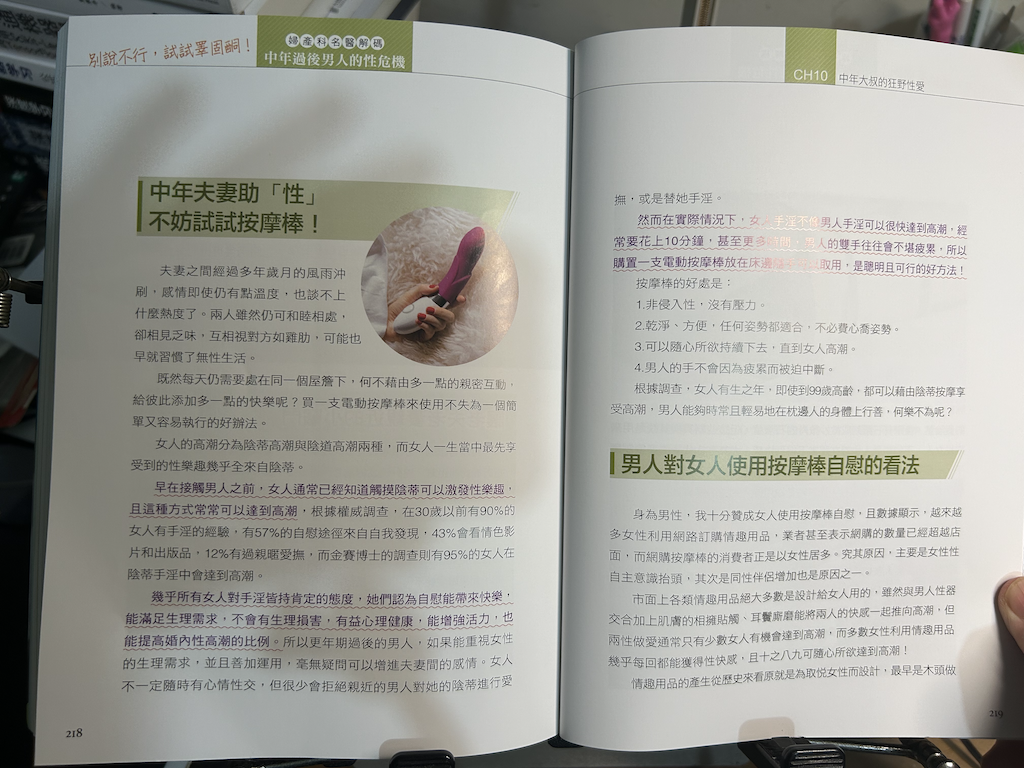 別說不行，試試睪固酮！
婦產科名醫解碼
中年過後男人的性危機
中年夫妻助「性」
不妨試試按摩棒！
夫妻之間經過多年歲月的風雨沖
刷，感情即使仍有點溫度，也談不上
什麼熱度了。兩人雖然仍可和睦相處，
卻相見乏味，互相視對方如雞肋，可能也
早就習慣了無性生活。
既然每天仍需要處在同一個屋簷下，何不藉由多一點的親密互動，
給彼此添加多一點的快樂呢？買一支電動按摩棒來使用不失為一個簡
單又容易執行的好辦法。
女人的高潮分為陰蒂高潮與陰道高潮兩種，而女人一生當中最先享
受到的性樂趣幾乎全來自陰蒂。
早在接觸男人之前，女人通常已經知道觸摸陰蒂可以激發性樂趣，
且這種方式常常可以達到高潮，根據權威調查，在30歲以前有90%的
女人有手淫的經驗，有57%的自慰途徑來自自我發現，43%會看情色影
片和出版品，12%有過親暱愛撫，而金賽博士的調查則有95%的女人在
陰蒂手淫中會達到高潮。
幾乎所有女人對手淫皆持肯定的態度，她們認為自慰能帶來快樂，
能滿足生理需求，不會有生理損害，有益心理健康，能增強活力，也
能提高婚內性高潮的比例。所以更年期過後的男人，如果能重視女性
的生理需求，並且善加運用，毫無疑問可以增進夫妻間的感情。女人
不一定隨時有心情性交，但很少會拒絕親近的男人對她的陰蒂進行愛
218
CH10
中年大叔的狂野性愛
撫，或是替她手淫。
然而在實際情況下，女人手淫不像男人手淫可以很快達到高潮，經
常要花上10分鐘，甚至更多時間，男人的雙手往往會不堪疲累，所以
購置一支電動按摩棒放在床邊取用，是聰明且可行的好方法！
按摩棒的好處是：
1.非侵入性，沒有壓力。
2.乾淨、方便，任何姿勢都適合，不必費心喬姿勢。
3.可以隨心所欲持續下去，直到女人高潮。
4.男人的手不會因為疲累而被迫中斷。
根據調查，女人有生之年，即使到99歲高齡，都可以藉由陰蒂按摩享
受高潮，男人能夠時常且輕易地在枕邊人的身體上行善，何樂不為呢？
男人對女人使用按摩棒自慰的看法
身為男性，我十分贊成女人使用按摩棒自慰，且數據顯示，越來越
多女性利用網路訂購情趣用品，業者甚至表示網購的數量已經超越店
面，而網購按摩棒的消費者正是以女性居多。究其原因，主要是女性性
自主意識抬頭，其次是同性伴侶增加也是原因之一。
市面上各類情趣用品絕大多數是設計給女人用的，雖然與男人性器
交合加上肌膚的相擁貼觸、耳鬢廝磨能將兩人的快感一起推向高潮，但
兩性做愛通常只有少數女人有機會達到高潮，而多數女性利用情趣用品
幾乎每回都能獲得性快感，且十之八九可隨心所欲達到高潮！
情趣用品的產生從歷史來看原就是為取悅女性而設計，最早是木頭做
219